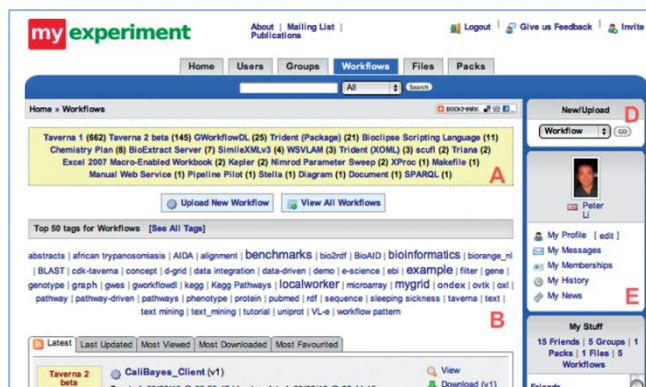 my experiment
About | Mailing List |
Publications
Logout | Give us Feedback | Invite
Home Users Groups Workflows Files Packs
All Search
Home » Workflows
BOOKMARK
New/Upload
D
Workflow GO
Taverna 1 (662) Taverna 2 beta (145) GWorkflowDL (25) Trident (Package) (21) Bioclipse Scripting Language (11)
Chemistry Plan (8) BioExtract Server (7) SimileXMLv3 (4) WSVLAM (3) Trident (XOML) (3) scufl (2) Triana (2)
Excel 2007 Macro-Enabled Workbook (2) Kepler (2) Nimrod Parameter Sweep (2) XProc (1) Makefile (1)
Manual Web Service (1) Pipeline Pilot (1) Stella (1) Diagram (1) Document (1) SPARQL (1)
A
Upload New Workflow View All Workflows
Top 50 tags for Workflows [See All Tags]
abstracts | african trypanosomiasis | AIDA | alignment | benchmarks | bio2rdf | BioAID | bioinformatics | biorange_nl
| BLAST | cdk-taverna | concept | d-grid | data integration | data-driven | demo | e-science | ebi | example | filter | gene |
genotype | graph | gwes | gworkflowdl | kegg | Kegg Pathways | localworker | microarray | mygrid | ondex | ovtk | oxl |
pathway | pathway-driven | pathways | phenotype | protein | pubmed | rdf | sequence | sleeping sickness | taverna | text |
text mining | text_mining | tutorial | uniprot | VL-e | workflow pattern
B
Peter
Li
My Profile [ edit ]
My Messages
My Memberships
My History
My News
E
Latest Last Updated Most Viewed Most Downloaded Most Favourited
Taverna 2
beta
CaliBayes_Client (v1)
View
Download (v1)
My Stuff
15 Friends | 5 Groups | 1
Packs | 1 Files | 5
Workflows
Friends